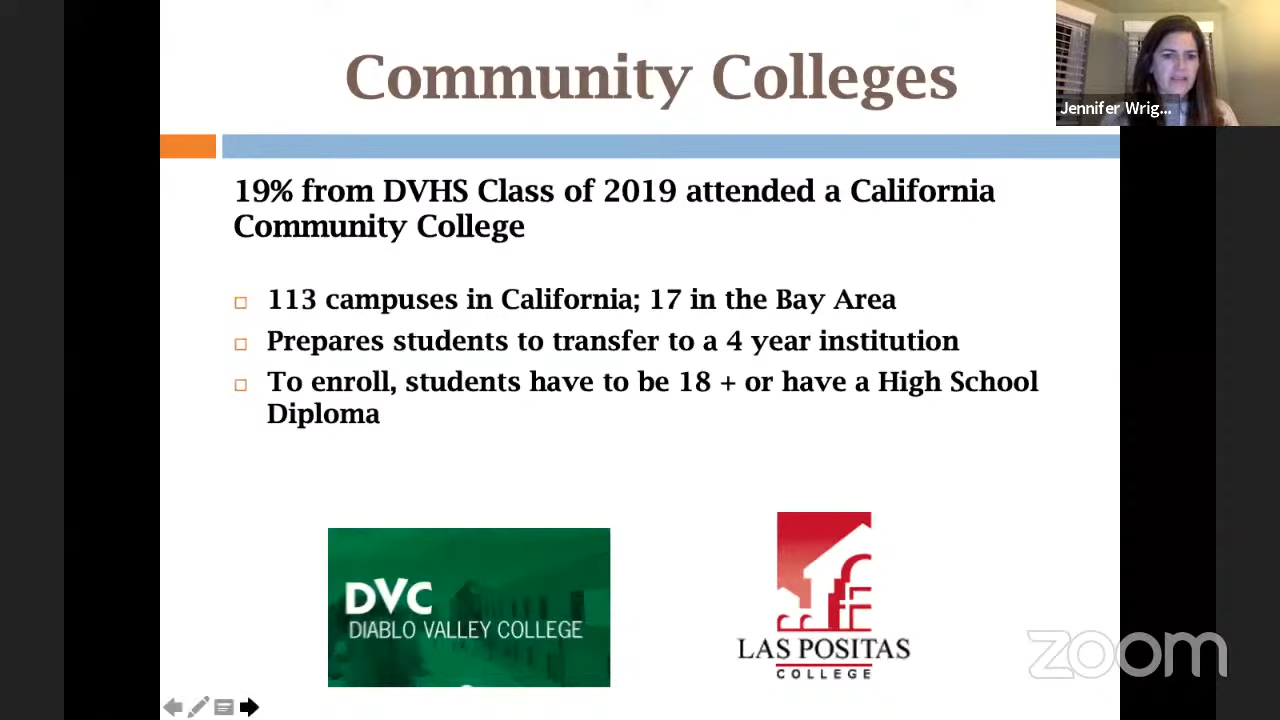 Community Colleges
Jennifer Wrig...
19% from DVHS Class of 2019 attended a California
Community College
113 campuses in California; 17 in the Bay Area
Prepares students to transfer to a 4 year institution
To enroll, students have to be 18 + or have a High School
Diploma
DVC
DIABLO VALLEY COLLEGE
LAS POSITAS
COLLEGE
zoom